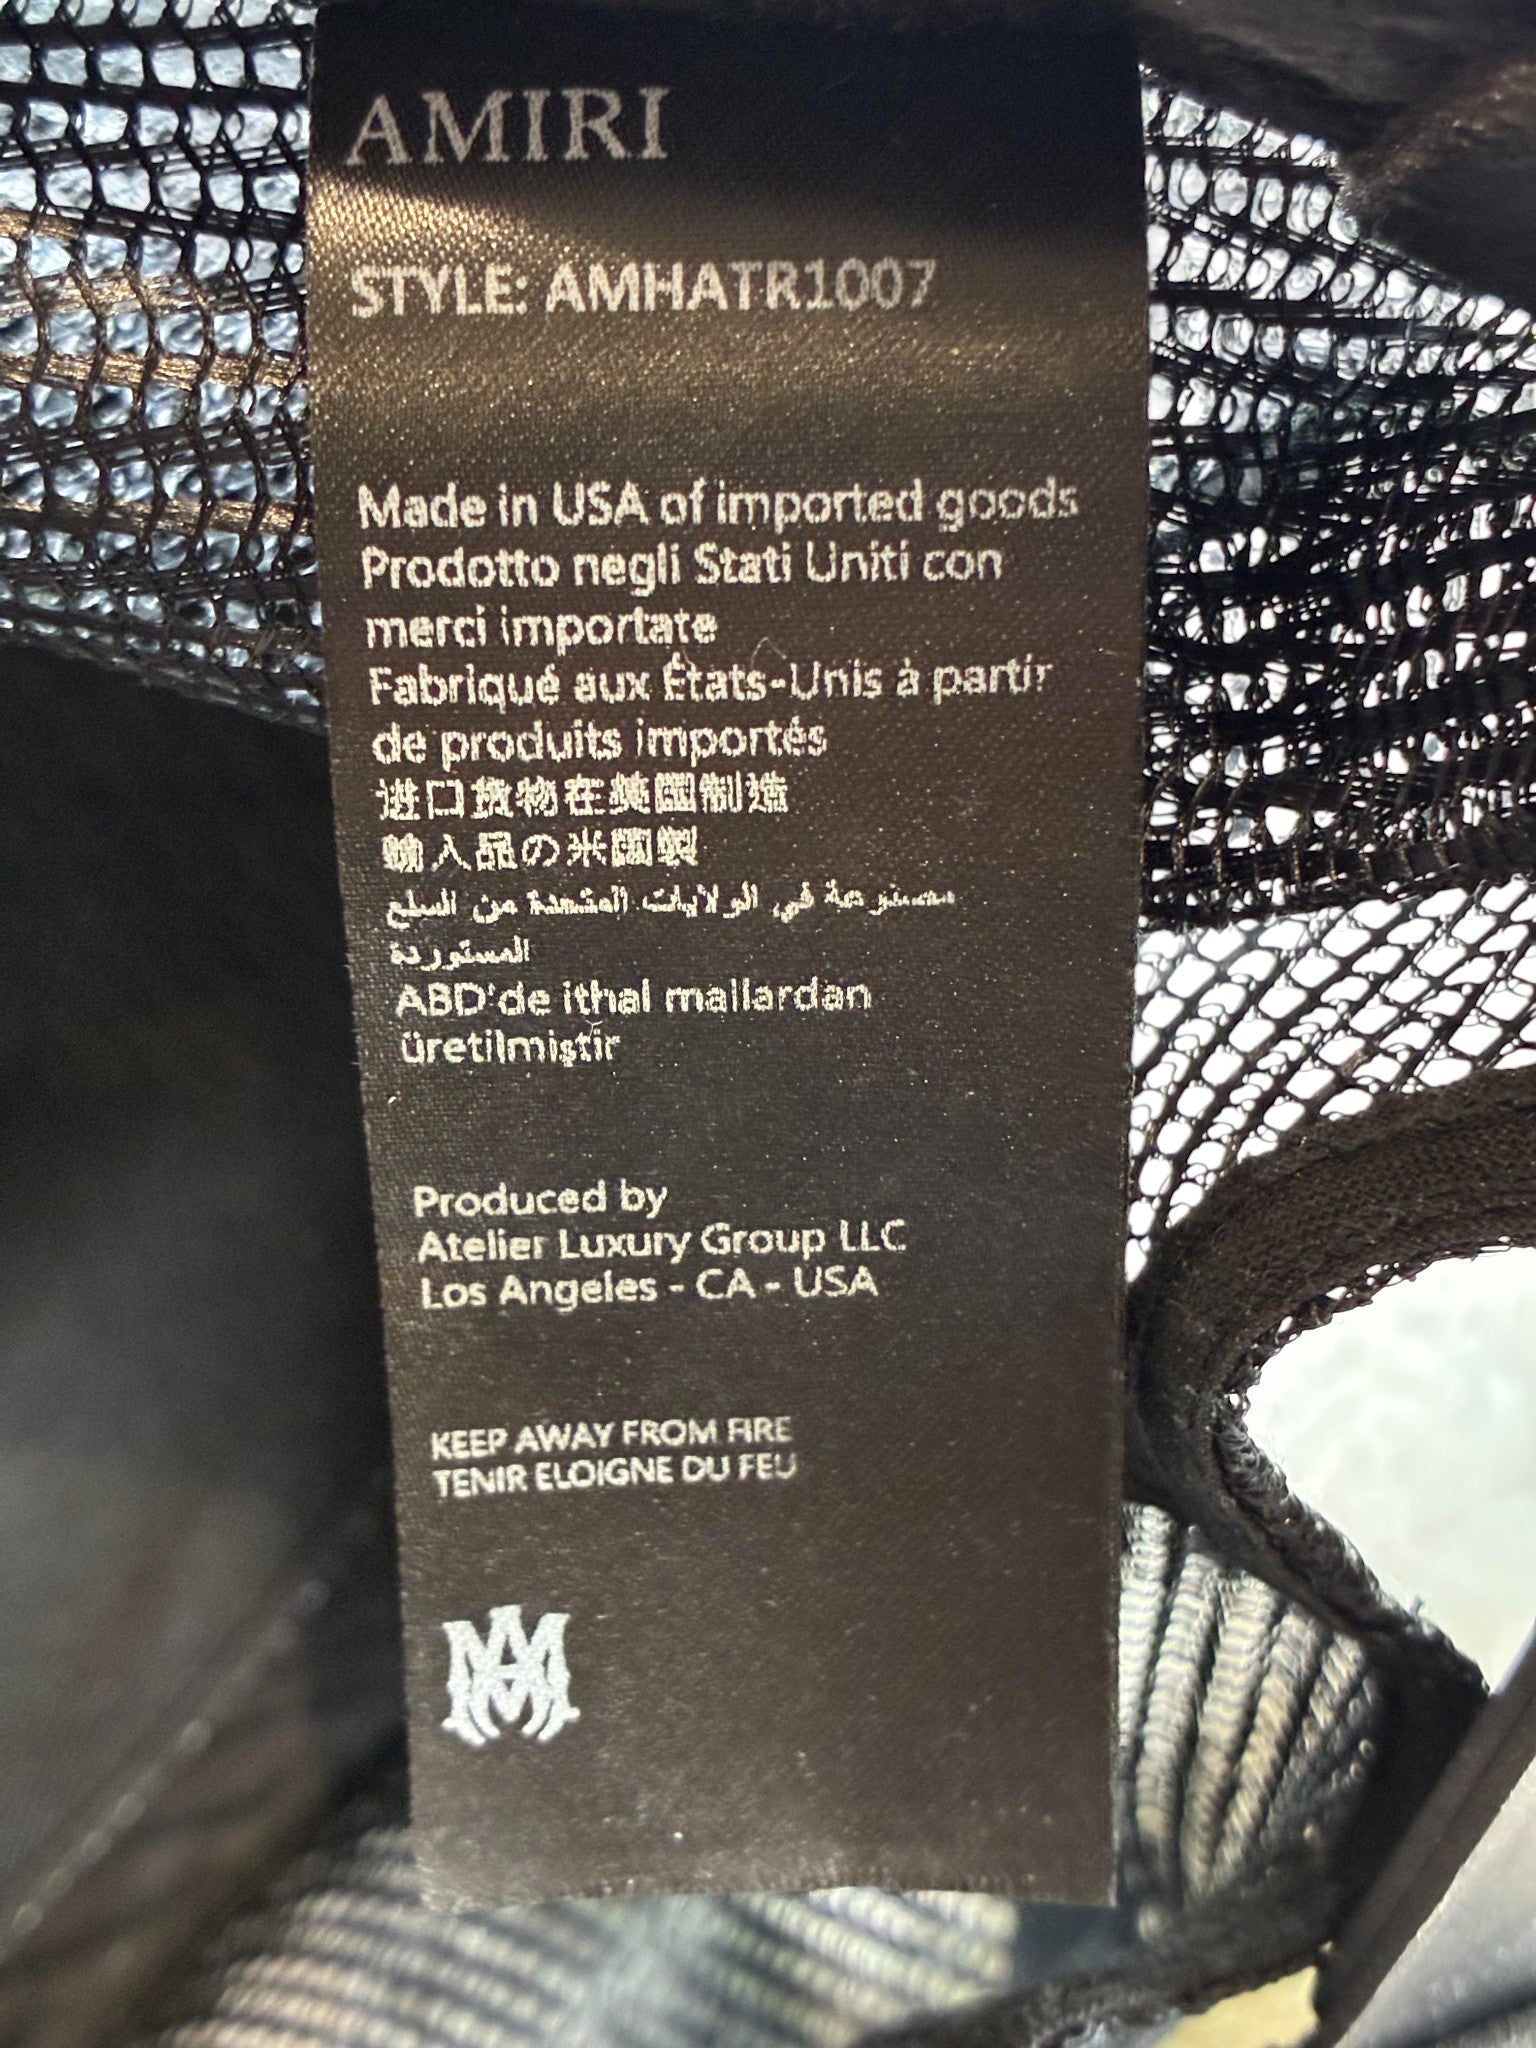 AMIRI
STYLE: AMHATR1007
Made in USA of imported goods
Prodotto negli Stati Uniti con
merci importate
Fabriqué aux États-Unis à partir
de produits importés
进口货物在美国制造
輸入品の米国製
مصنوعة في الولايات المتحدة من السلع
المستوردة
ABD'de ithal mallardan
üretilmiştir
Produced by
Atelier Luxury Group LLC
Los Angeles - CA - USA
KEEP AWAY FROM FIRE
TENIR ELOIGNE DU FEU